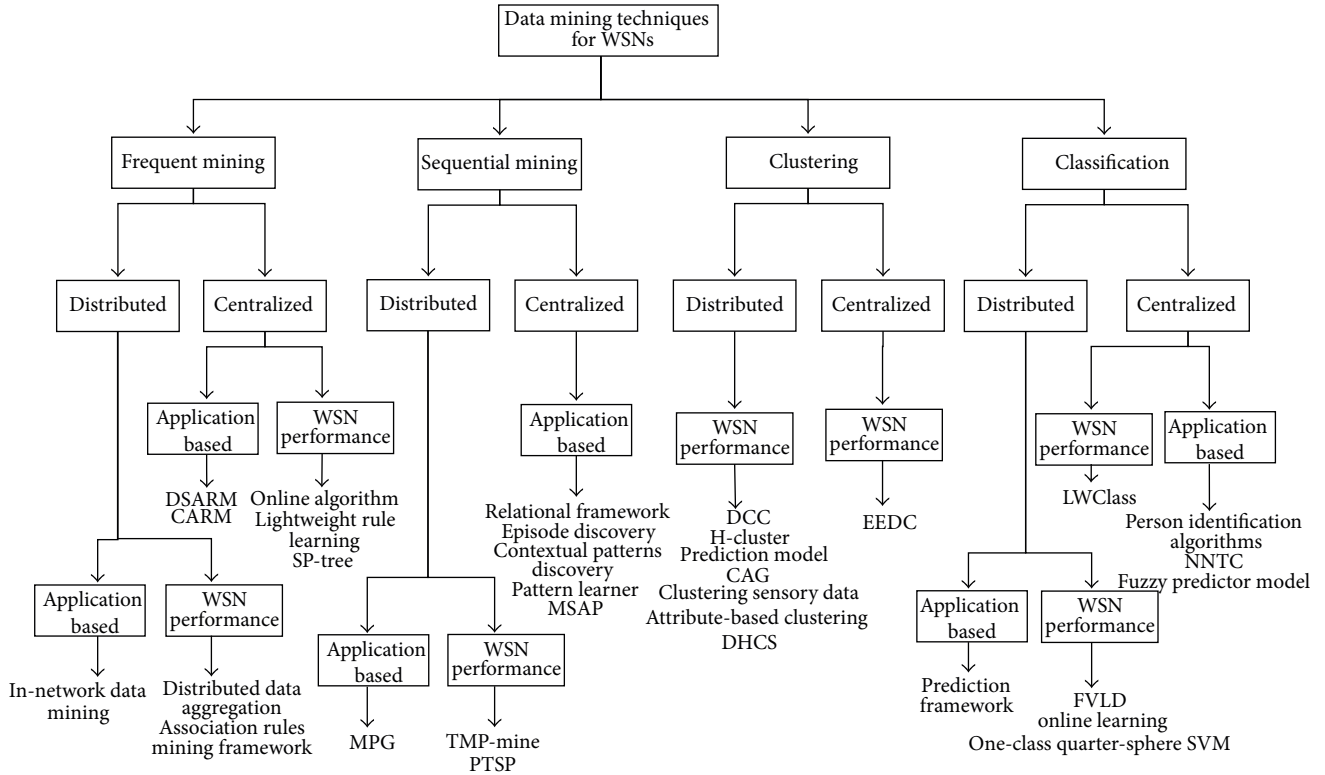 Data mining techniques
for WSNs
Frequent mining
Sequential mining
Clustering
Classification
Distributed
Centralized
Distributed
Centralized
Distributed
Centralized
Distributed
Centralized
Application
based
WSN
performance
Application
based
WSN
performance
WSN
performance
WSN
performance
Application
based
DSARM
CARM
Online algorithm
Lightweight rule
learning
SP-tree
Relational framework
Episode discovery
Contextual patterns
discovery
Pattern learner
MSAP
DCC
H-cluster
Prediction model
CAG
Clustering sensory data
Attribute-based clustering
DHCS
EEDC
LWClass
Person identification
algorithms
NNTC
Fuzzy predictor model
Application
based
WSN
performance
Application
based
WSN
performance
Application
based
WSN
performance
In-network data
mining
Distributed data
aggregation
Association rules
mining framework
MPG
TMP-mine
PTSP
Prediction
framework
FVLD
online learning
One-class quarter-sphere SVM